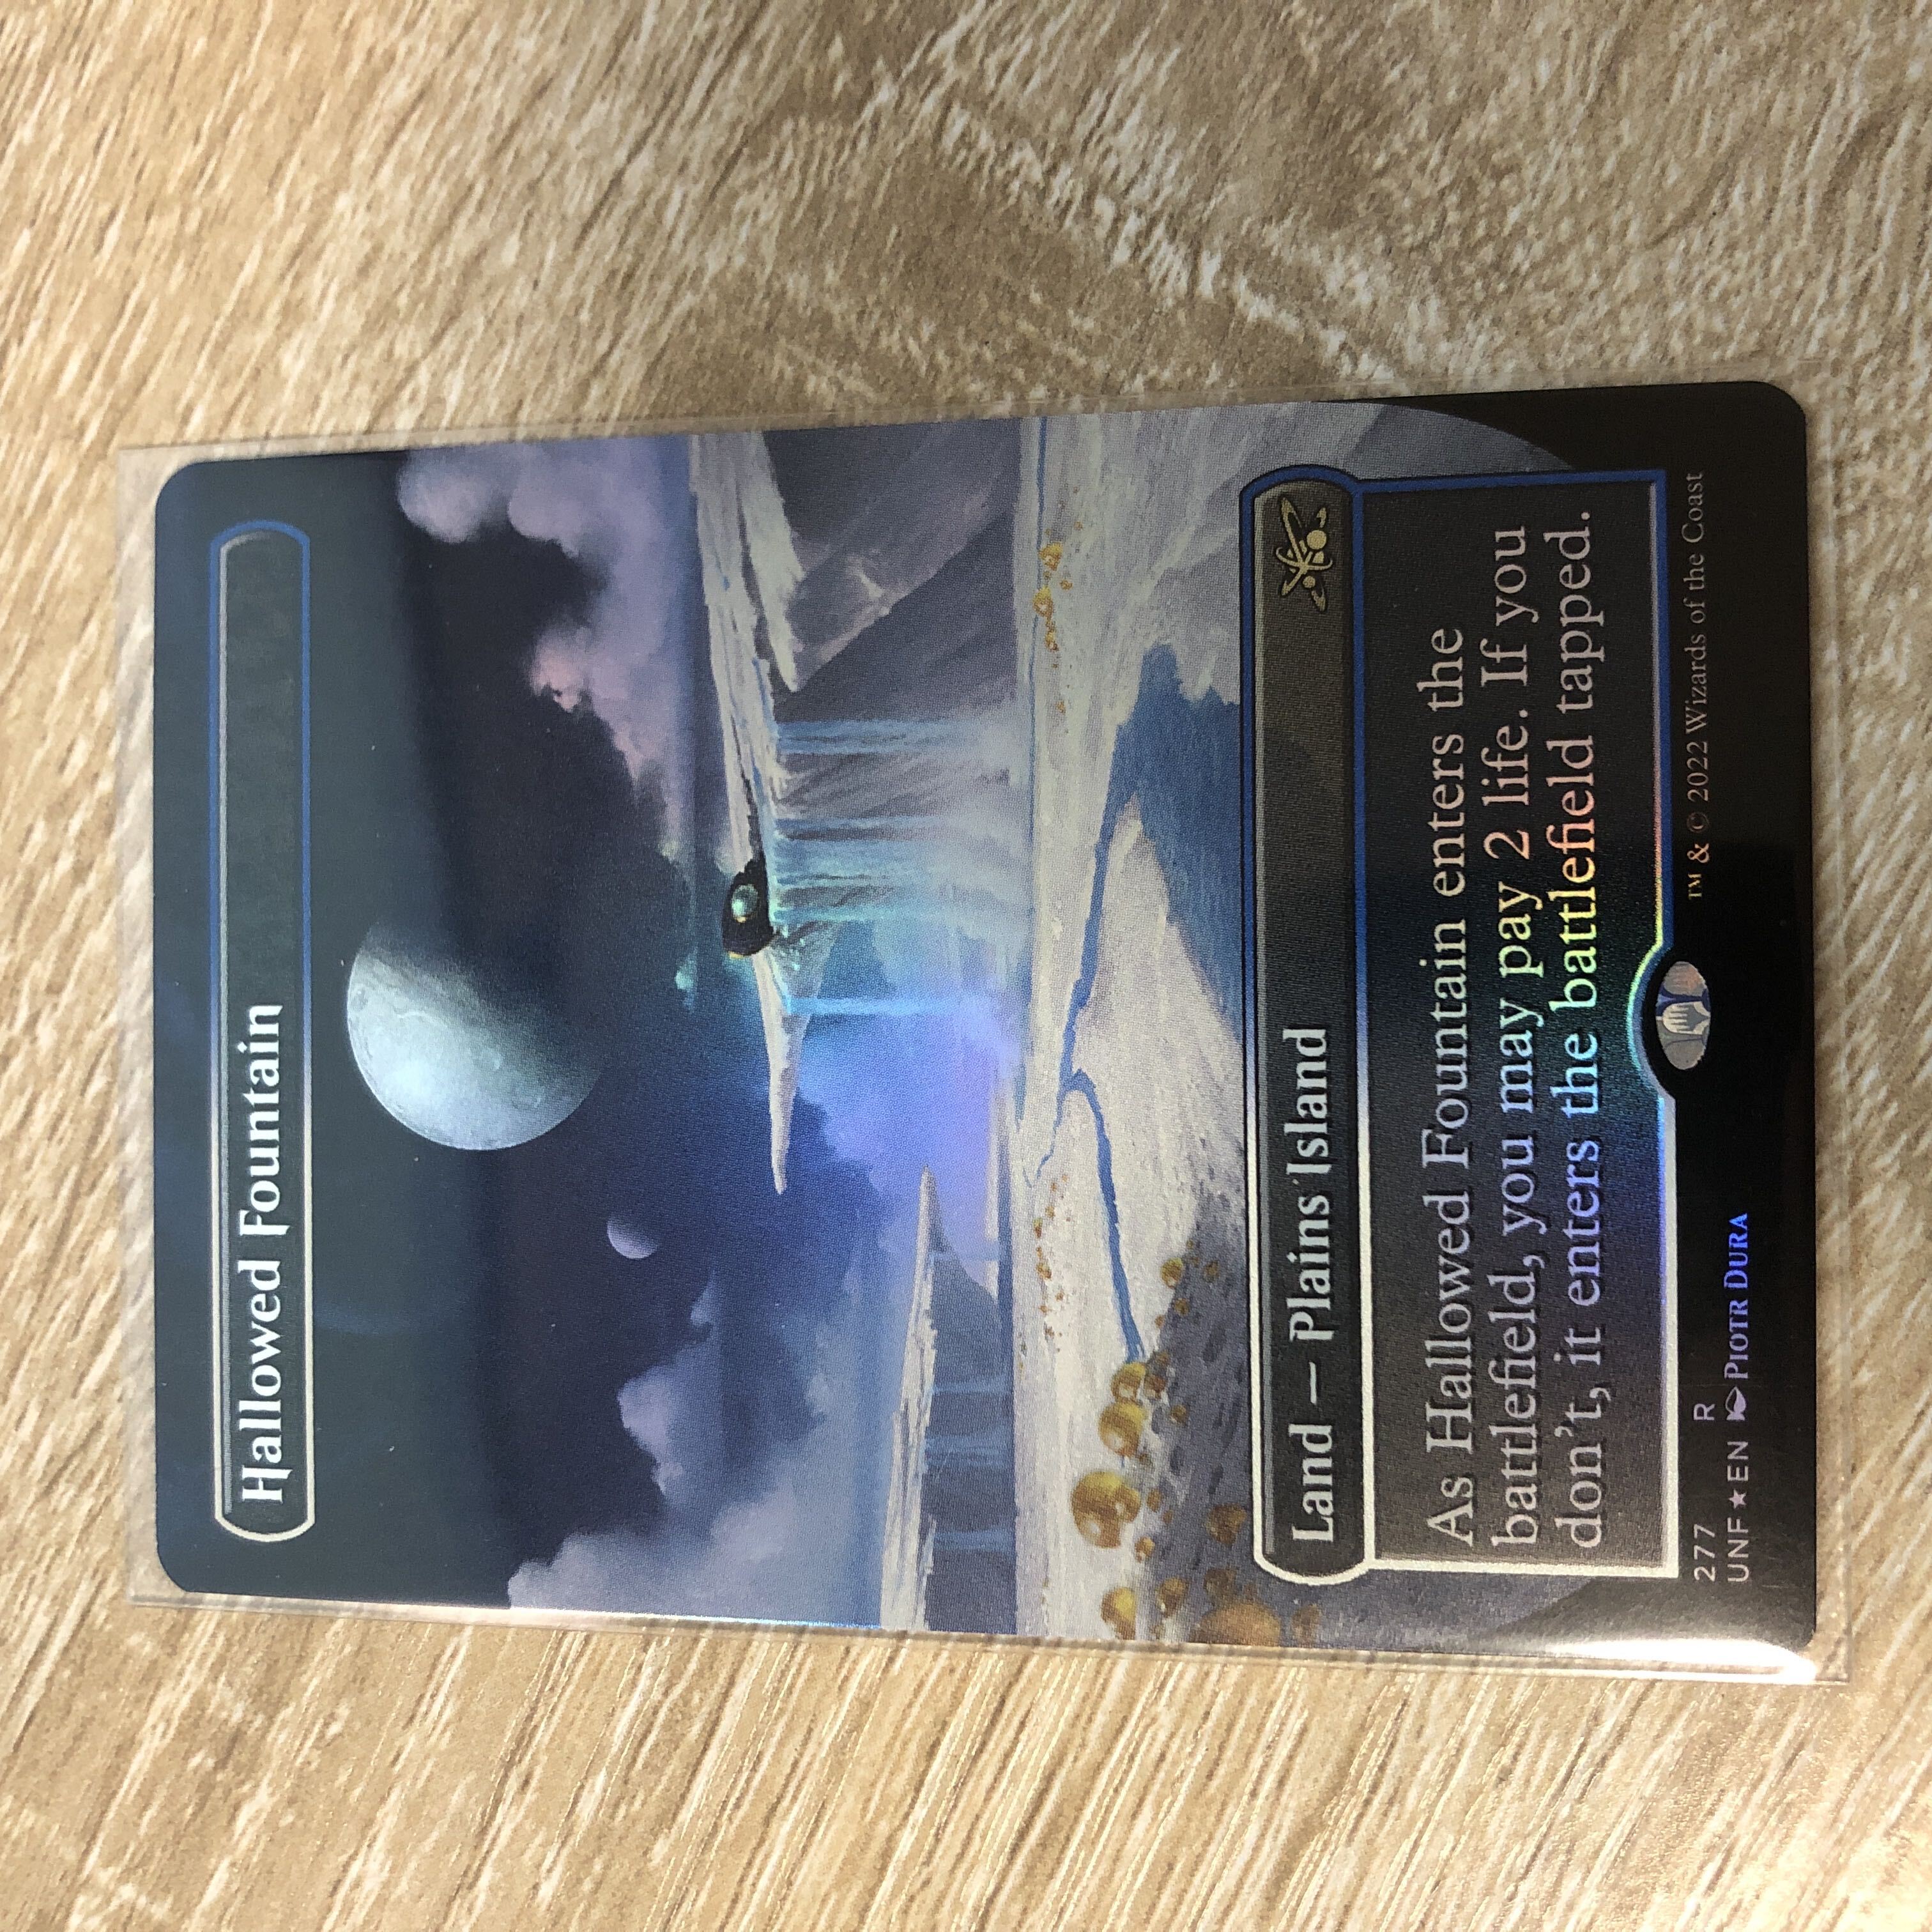 Hallowed Fountain
Land — Plains Island
As Hallowed Fountain enters the
battlefield, you may pay 2 life. If you
don't, it enters the battlefield tapped.
277 R
UNF★EN PIOTR DURA
™ & © 2022 Wizards of the Coast